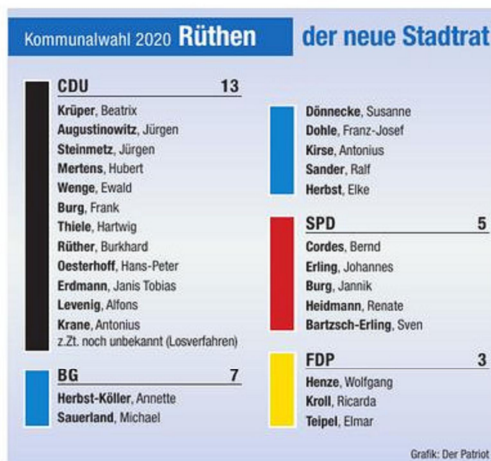 Kommunalwahl 2020 Rüthen der neue Stadtrat
CDU 13
Krüper, Beatrix
Augustinowitz, Jürgen
Steinmetz, Jürgen
Mertens, Hubert
Wenge, Ewald
Burg, Frank
Thiele, Hartwig
Rüther, Burkhard
Oesterhoff, Hans-Peter
Erdmann, Janis Tobias
Levenig, Alfons
Krane, Antonius
z.Zt. noch unbekannt (Losverfahren)
BG 7
Herbst-Köller, Annette
Sauerland, Michael
Dönnecke, Susanne
Dohle, Franz-Josef
Kirse, Antonius
Sander, Ralf
Herbst, Elke
SPD 5
Cordes, Bernd
Erling, Johannes
Burg, Jannik
Heidmann, Renate
Bartzsch-Erling, Sven
FDP 3
Henze, Wolfgang
Kroll, Ricarda
Teipel, Elmar
Grafik: Der Patriot